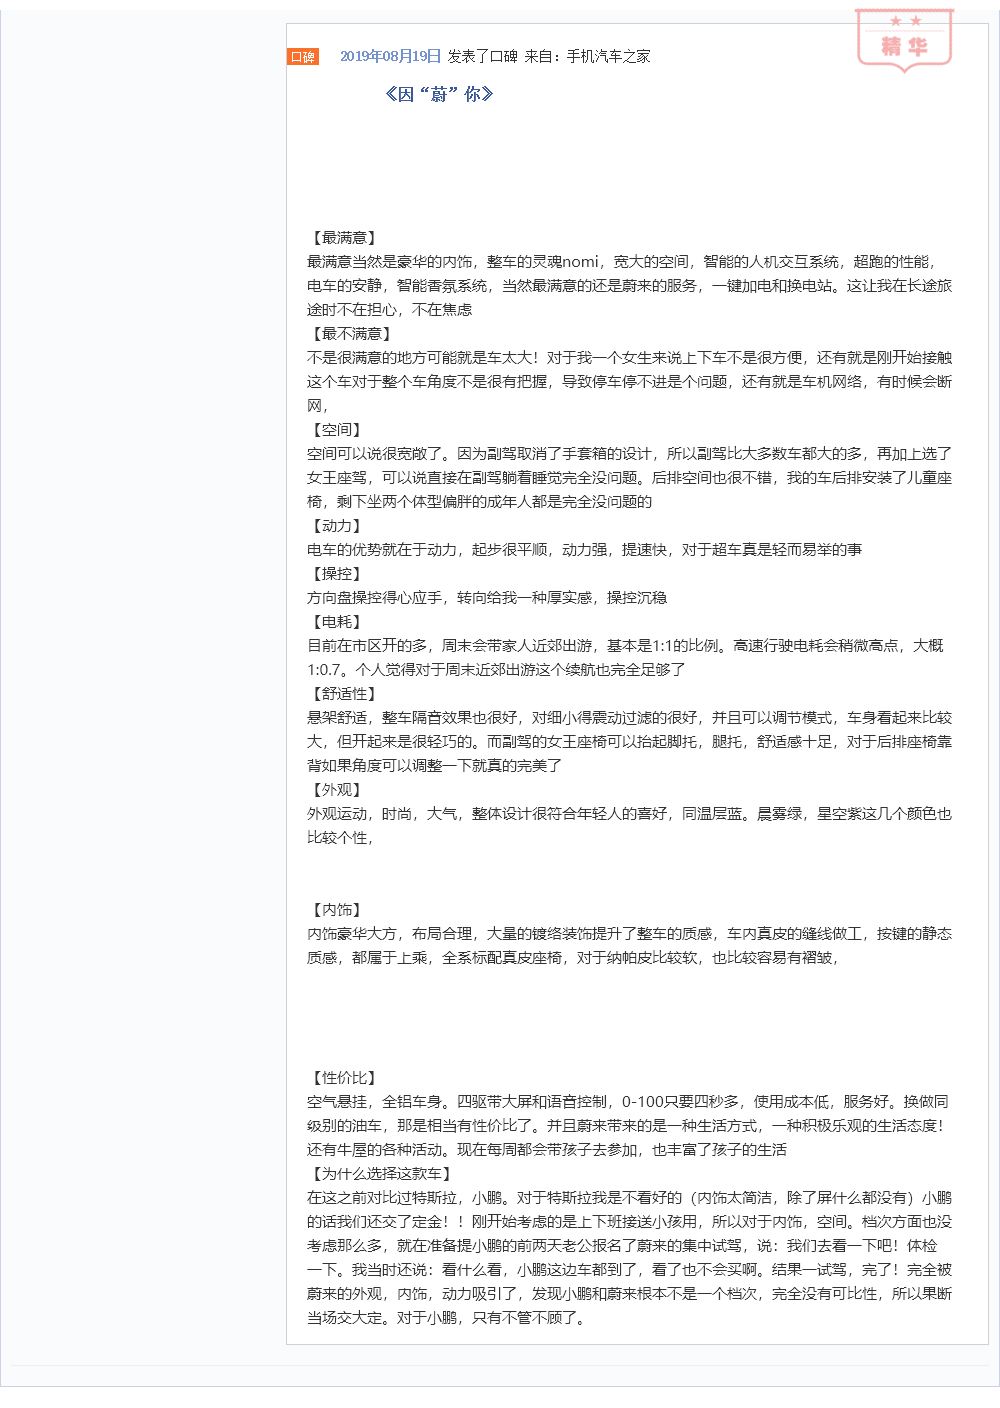 精华
口碑 2019年08月19日 发表了口碑 来自：手机汽车之家
《因“蔚”你》
【最满意】
最满意当然是豪华的内饰，整车的灵魂nomi，宽大的空间，智能的人机交互系统，超跑的性能，
电车的安静，智能香氛系统，当然最满意的还是蔚来的服务，一键加电和换电站。这让我在长途旅
途时不在担心，不在焦虑
【最不满意】
不是很满意的地方可能就是车太大！对于我一个女生来说上下车不是很方便，还有就是刚开始接触
这个车对于整个车角度不是很有把握，导致停车停不进是个问题，还有就是车机网络，有时候会断
网，
【空间】
空间可以说很宽敞了。因为副驾取消了手套箱的设计，所以副驾比大多数车都大的多，再加上选了
女王座驾，可以说直接在副驾躺着睡觉完全没问题。后排空间也很不错，我的车后排安装了儿童座
椅，剩下坐两个体型偏胖的成年人都是完全没问题的
【动力】
电车的优势就在于动力，起步很平顺，动力强，提速快，对于超车真是轻而易举的事
【操控】
方向盘操控得心应手，转向给我一种厚实感，操控沉稳
【电耗】
目前在市区开的多，周末会带家人近郊出游，基本是1:1的比例。高速行驶电耗会稍微高点，大概
1:0.7。个人觉得对于周末近郊出游这个续航也完全足够了
【舒适性】
悬架舒适，整车隔音效果也很好，对细小得震动过滤的很好，并且可以调节模式，车身看起来比较
大，但开起来是很轻巧的。而副驾的女王座椅可以抬起脚托，腿托，舒适感十足，对于后排座椅靠
背如果角度可以调整一下就真的完美了
【外观】
外观运动，时尚，大气，整体设计很符合年轻人的喜好，同温层蓝。晨雾绿，星空紫这几个颜色也
比较个性，
【内饰】
内饰豪华大方，布局合理，大量的镀络装饰提升了整车的质感，车内真皮的缝线做工，按键的静态
质感，都属于上乘，全系标配真皮座椅，对于纳帕皮比较软，也比较容易有褶皱，
【性价比】
空气悬挂，全铝车身。四驱带大屏和语音控制，0-100只要四秒多，使用成本低，服务好。换做同
级别的油车，那是相当有性价比了。并且蔚来带来的是一种生活方式，一种积极乐观的生活态度！
还有牛屋的各种活动。现在每周都会带孩子去参加，也丰富了孩子的生活
【为什么选择这款车】
在这之前对比过特斯拉，小鹏。对于特斯拉我是不看好的（内饰太简洁，除了屏什么都没有）小鹏
的话我们还交了定金！！刚开始考虑的是上下班接送小孩用，所以对于内饰，空间。档次方面也没
考虑那么多，就在准备提小鹏的前两天老公报名了蔚来的集中试驾，说：我们去看一下吧！体检
一下。我当时还说：看什么看，小鹏这边车都到了，看了也不会买啊。结果一试驾，完了！完全被
蔚来的外观，内饰，动力吸引了，发现小鹏和蔚来根本不是一个档次，完全没有可比性，所以果断
当场交大定。对于小鹏，只有不管不顾了。